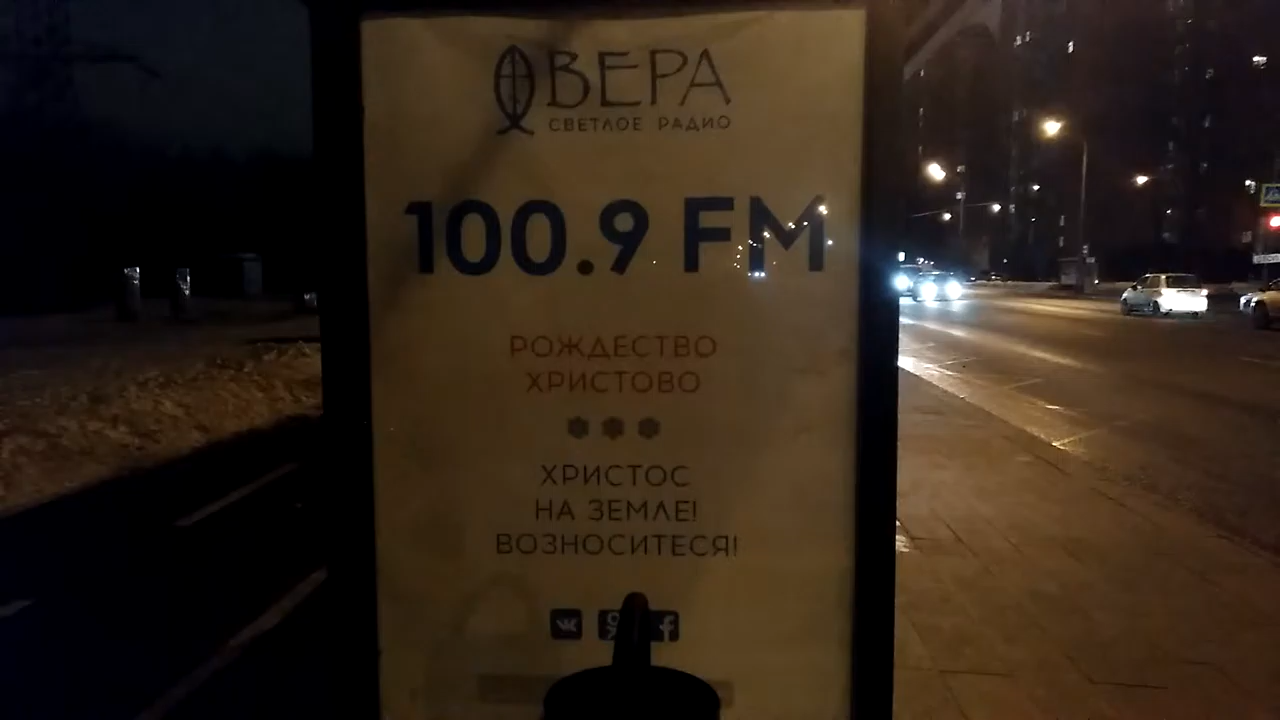 ВЕРА
СВЕТЛОЕ РАДИО
100.9 FM
РОЖДЕСТВО
ХРИСТОВО
ХРИСТОС
НА ЗЕМЛЕ!
ВОЗНОСИТЕСЯ!